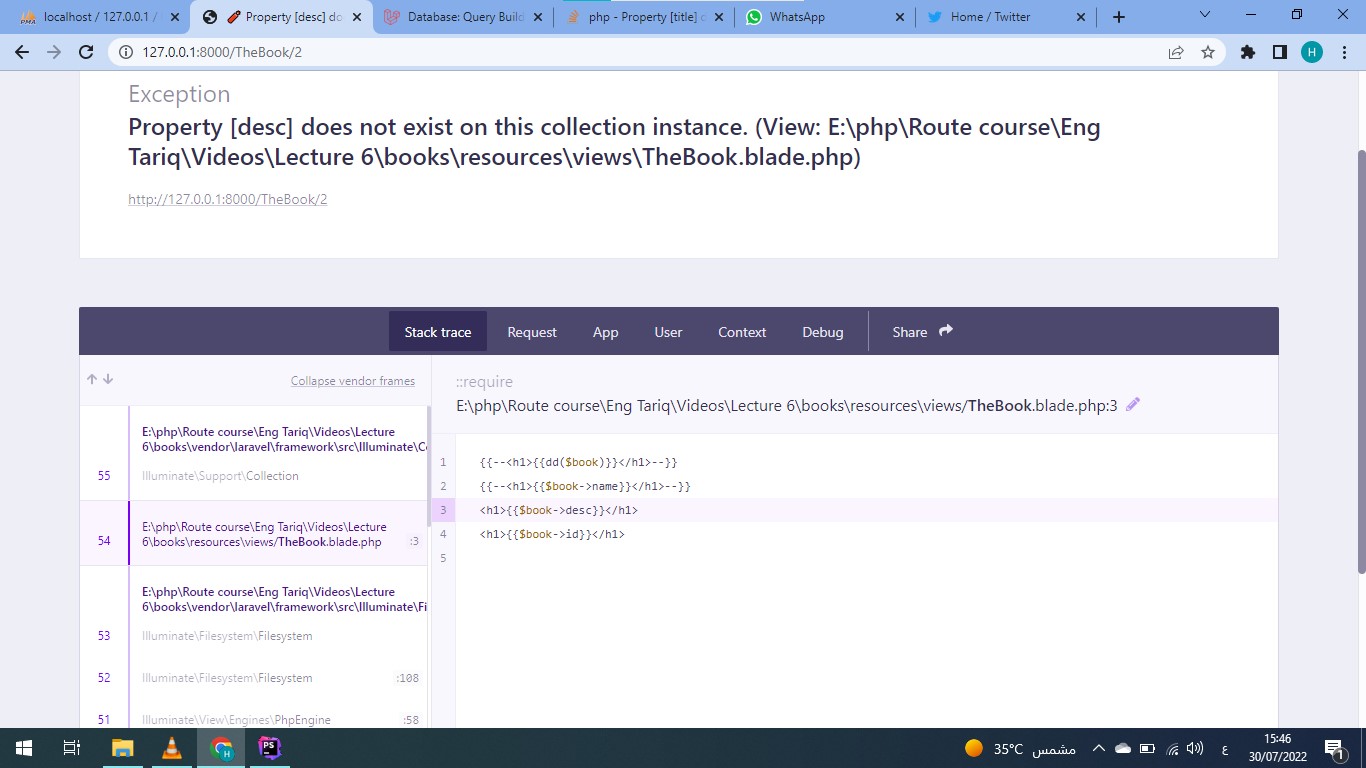 PMA
localhost / 127.0.0.1 /
Property [desc] do
Database: Query Build
php - Property [title] d
WhatsApp
Home / Twitter
127.0.0.1:8000/TheBook/2
H
Exception
Property [desc] does not exist on this collection instance. (View: E:\php\Route course\Eng
Tariq\Videos\Lecture 6\books\resources\views\TheBook.blade.php)
http://127.0.0.1:8000/TheBook/2
Stack trace
Request
App
User
Context
Debug
Share
Collapse vendor frames
E:\php\Route course\Eng Tariq\Videos\Lecture
6\books\vendor\laravel\framework\src\Illuminate\Co
55
Illuminate\Support\Collection
E:\php\Route course\Eng Tariq\Videos\Lecture
54
6\books\resources\views/TheBook.blade.php
:3
E:\php\Route course\Eng Tariq\Videos\Lecture
6\books\vendor\laravel\framework\src\Illuminate\Fi
53
Illuminate\Filesystem\Filesystem
52
Illuminate\Filesystem\Filesystem
:108
51
Illuminate\View\Engines\PhpEngine
:58
::require
E:\php\Route course\Eng Tariq\Videos\Lecture 6\books\resources\views/TheBook.blade.php:3
1 {{--<h1>{{dd($book)}}</h1>--}}
2 {{--<h1>{{$book->name}}</h1>--}}
3 <h1>{{$book->desc}}</h1>
4 <h1>{{$book->id}}</h1>
5
H
PS
35°C
مشمس
ع
15:46
30/07/2022
1